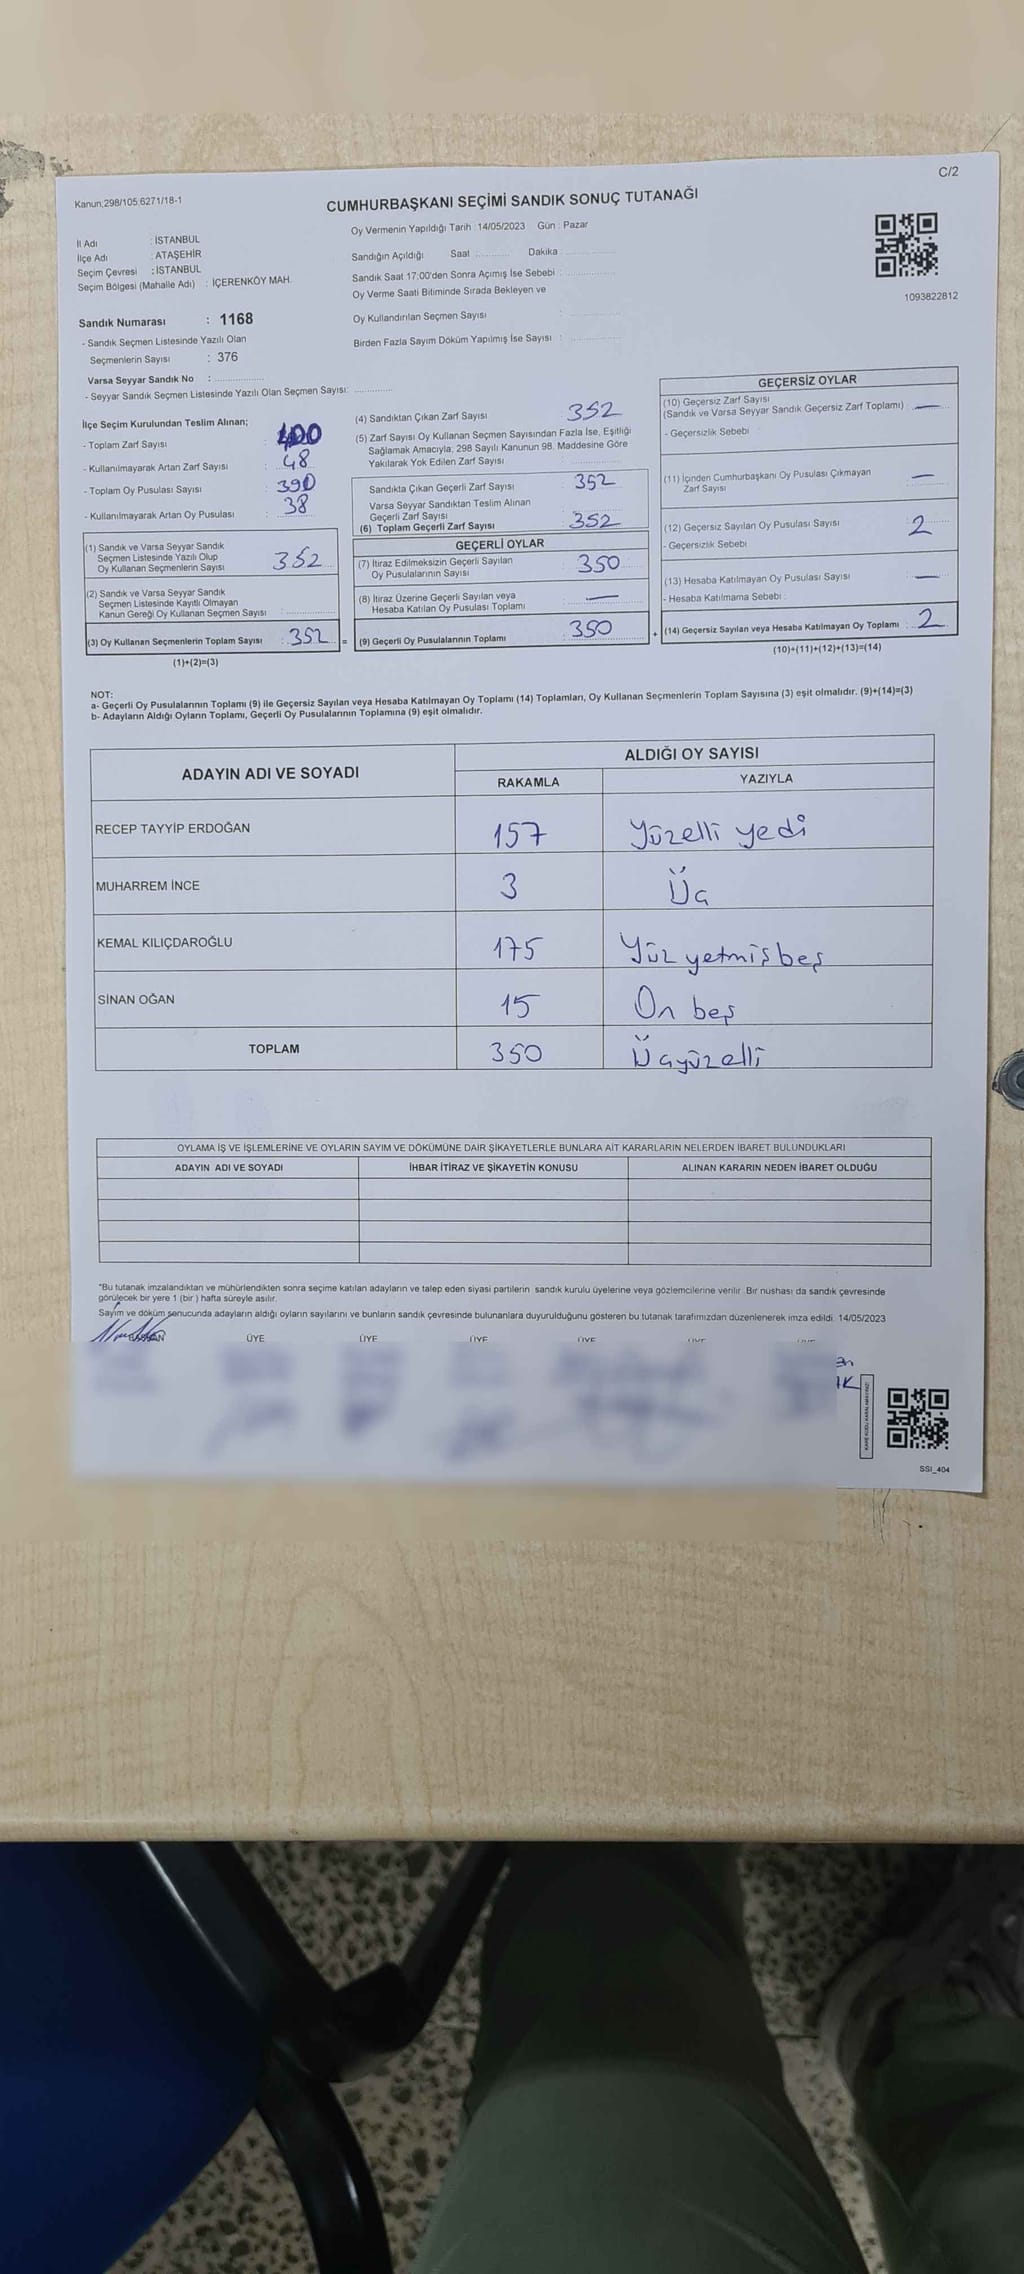 C/2
Kanun,298/105,6271/18-1
CUMHURBAŞKANI SEÇİMİ SANDIK SONUÇ TUTANAĞI
İl Adı : İSTANBUL
İlçe Adı : ATAŞEHİR
Seçim Çevresi : İSTANBUL
Seçim Bölgesi (Mahalle Adı) : İÇERENKÖY MAH.
Sandık Numarası : 1168
- Sandık Seçmen Listesinde Yazılı Olan
Seçmenlerin Sayısı : 376
Varsa Seyyar Sandık No :
- Seyyar Sandık Seçmen Listesinde Yazılı Olan Seçmen Sayısı:
Oy Vermenin Yapıldığı Tarih : 14/05/2023 Gün : Pazar
Sandığın Açıldığı Saat Dakika
Sandık Saat 17:00'den Sonra Açımış İse Sebebi
Oy Verme Saati Bitiminde Sırada Bekleyen ve
Oy Kullandırılan Seçmen Sayısı
Birden Fazla Sayım Döküm Yapılmış İse Sayısı
1093822812
İlçe Seçim Kurulundan Teslim Alınan;
- Toplam Zarf Sayısı : 400
- Kullanılmayarak Artan Zarf Sayısı : 48
- Toplam Oy Pusulası Sayısı : 390
- Kullanılmayarak Artan Oy Pusulası : 38
(1) Sandık ve Varsa Seyyar Sandık
Seçmen Listesinde Yazılı Olup
Oy Kullanan Seçmenlerin Sayısı 352
(2) Sandık ve Varsa Seyyar Sandık
Seçmen Listesinde Kayıtlı Olmayan
Kanun Gereği Oy Kullanan Seçmen Sayısı
(3) Oy Kullanan Seçmenlerin Toplam Sayısı : 352 =
(1)+(2)=(3)
(4) Sandıktan Çıkan Zarf Sayısı 352
(5) Zarf Sayısı Oy Kullanan Seçmen Sayısından Fazla İse, Eşitliği
Sağlamak Amacıyla, 298 Sayılı Kanunun 98. Maddesine Göre
Yakılarak Yok Edilen Zarf Sayısı
Sandıkta Çıkan Geçerli Zarf Sayısı 352
Varsa Seyyar Sandıktan Teslim Alınan
Geçerli Zarf Sayısı
(6) Toplam Geçerli Zarf Sayısı 352
GEÇERLİ OYLAR
(7) İtiraz Edilmeksizin Geçerli Sayılan
Oy Pusulalarının Sayısı 350
(8) İtiraz Üzerine Geçerli Sayılan veya
Hesaba Katılan Oy Pusulası Toplamı —
(9) Geçerli Oy Pusulalarının Toplamı 350 +
GEÇERSİZ OYLAR
(10) Geçersiz Zarf Sayısı
(Sandık ve Varsa Seyyar Sandık Geçersiz Zarf Toplamı) : —
- Geçersizlik Sebebi
(11) İçinden Cumhurbaşkanı Oy Pusulası Çıkmayan
Zarf Sayısı —
(12) Geçersiz Sayılan Oy Pusulası Sayısı 2
- Geçersizlik Sebebi
(13) Hesaba Katılmayan Oy Pusulası Sayısı —
- Hesaba Katılmama Sebebi :
(14) Geçersiz Sayılan veya Hesaba Katılmayan Oy Toplamı : 2
(10)+(11)+(12)+(13)=(14)
NOT:
a- Geçerli Oy Pusulalarının Toplamı (9) ile Geçersiz Sayılan veya Hesaba Katılmayan Oy Toplamı (14) Toplamları, Oy Kullanan Seçmenlerin Toplam Sayısına (3) eşit olmalıdır. (9)+(14)=(3)
b- Adayların Aldığı Oyların Toplamı, Geçerli Oy Pusulalarının Toplamına (9) eşit olmalıdır.
ADAYIN ADI VE SOYADI ALDIĞI OY SAYISI
RAKAMLA YAZIYLA
RECEP TAYYİP ERDOĞAN 157 Yüzelli yedi
MUHARREM İNCE 3 Üç
KEMAL KILIÇDAROĞLU 175 Yüz yetmiş beş
SİNAN OĞAN 15 On beş
TOPLAM 350 Üçyüzelli
OYLAMA İŞ VE İŞLEMLERİNE VE OYLARIN SAYIM VE DÖKÜMÜNE DAİR ŞİKAYETLERLE BUNLARA AİT KARARLARIN NELERDEN İBARET BULUNDUKLARI
ADAYIN ADI VE SOYADI İHBAR İTİRAZ VE ŞİKAYETİN KONUSU ALINAN KARARIN NEDEN İBARET OLDUĞU
*Bu tutanak imzalandıktan ve mühürlendikten sonra seçime katılan adayların ve talep eden siyasi partilerin sandık kurulu üyelerine veya gözlemcilerine verilir. Bir nüshası da sandık çevresinde
görülecek bir yere 1 (bir ) hafta süreyle asılır.
Sayım ve döküm sonucunda adayların aldığı oyların sayılarını ve bunların sandık çevresinde bulunanlara duyurulduğunu gösteren bu tutanak tarafımızdan düzenlenerek imza edildi. 14/05/2023
BAŞKAN ÜYE ÜYE ÜYE ÜYE
SSI_404